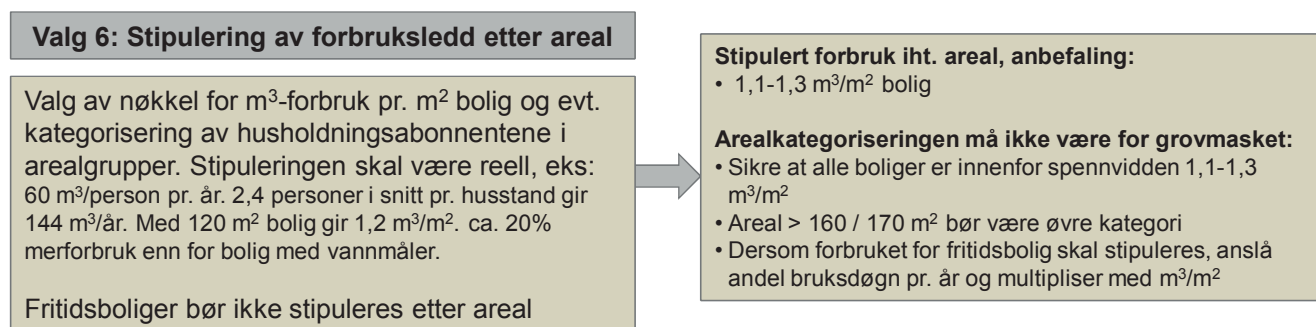 Valg 6: Stipulering av forbruksledd etter areal
Valg av nøkkel for m³-forbruk pr. m² bolig og evt.
kategorisering av husholdningsabonnentene i
arealgrupper. Stipuleringen skal være reell, eks:
60 m³/person pr. år. 2,4 personer i snitt pr. husstand gir
144 m³/år. Med 120 m² bolig gir 1,2 m³/m². ca. 20%
merforbruk enn for bolig med vannmåler.
Fritidsboliger bør ikke stipuleres etter areal
Stipulert forbruk iht. areal, anbefaling:
• 1,1-1,3 m³/m² bolig
Arealkategoriseringen må ikke være for grovmasket:
• Sikre at alle boliger er innenfor spennvidden 1,1-1,3
m³/m²
• Areal > 160 / 170 m² bør være øvre kategori
• Dersom forbruket for fritidsbolig skal stipuleres, anslå
andel bruksdøgn pr. år og multipliser med m³/m²